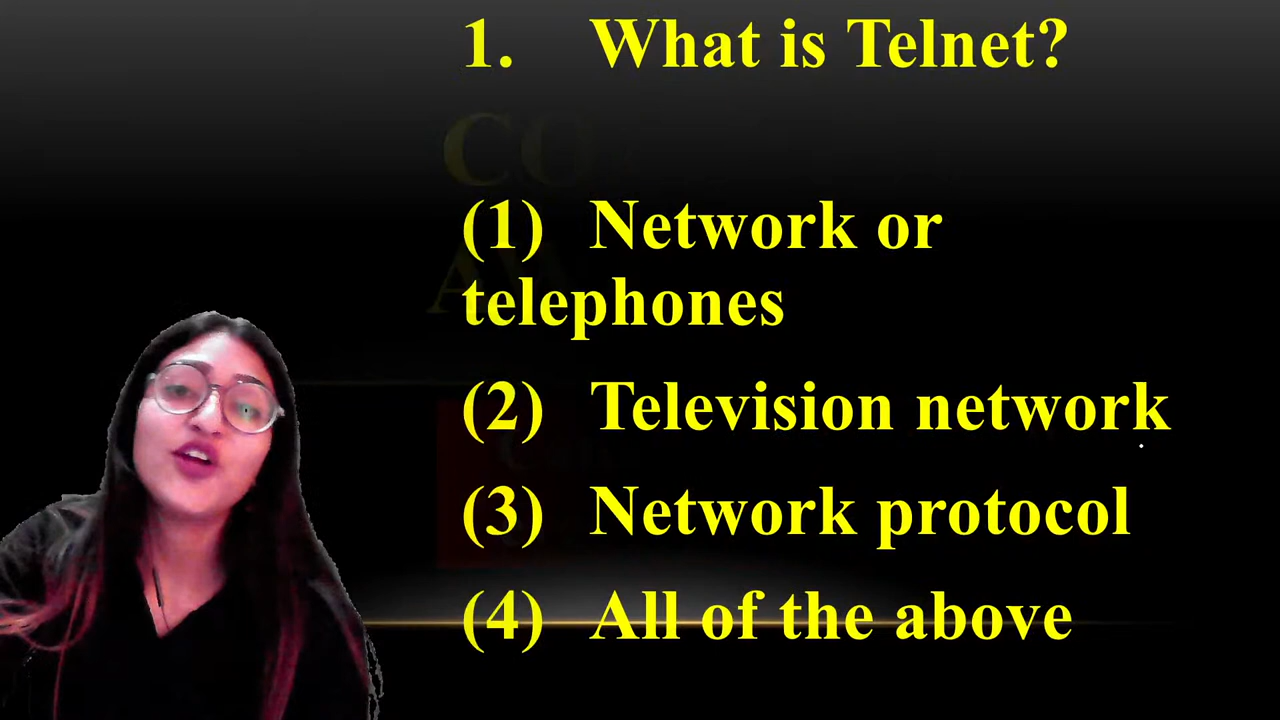 1. What is Telnet?
(1) Network or
telephones
(2) Television network
(3) Network protocol
(4) All of the above